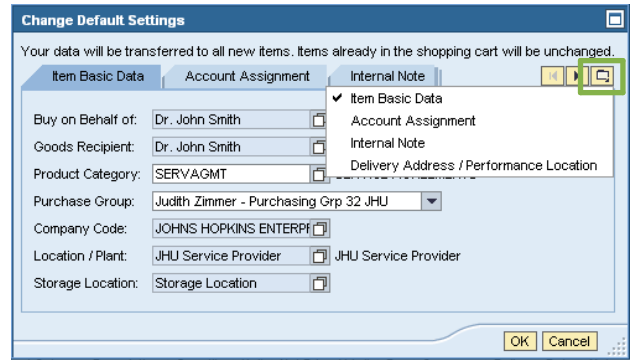 Change Default Settings
Your data will be transferred to all new items. Items already in the shopping cart will be unchanged.
Item Basic Data Account Assignment Internal Note
Item Basic Data
Account Assignment
Internal Note
Delivery Address / Performance Location
Buy on Behalf of: Dr. John Smith
Goods Recipient: Dr. John Smith
Product Category: SERVAGMT
Purchase Group: Judith Zimmer - Purchasing Grp 32 JHU
Company Code: JOHNS HOPKINS ENTERPR
Location / Plant: JHU Service Provider JHU Service Provider
Storage Location: Storage Location
OK Cancel